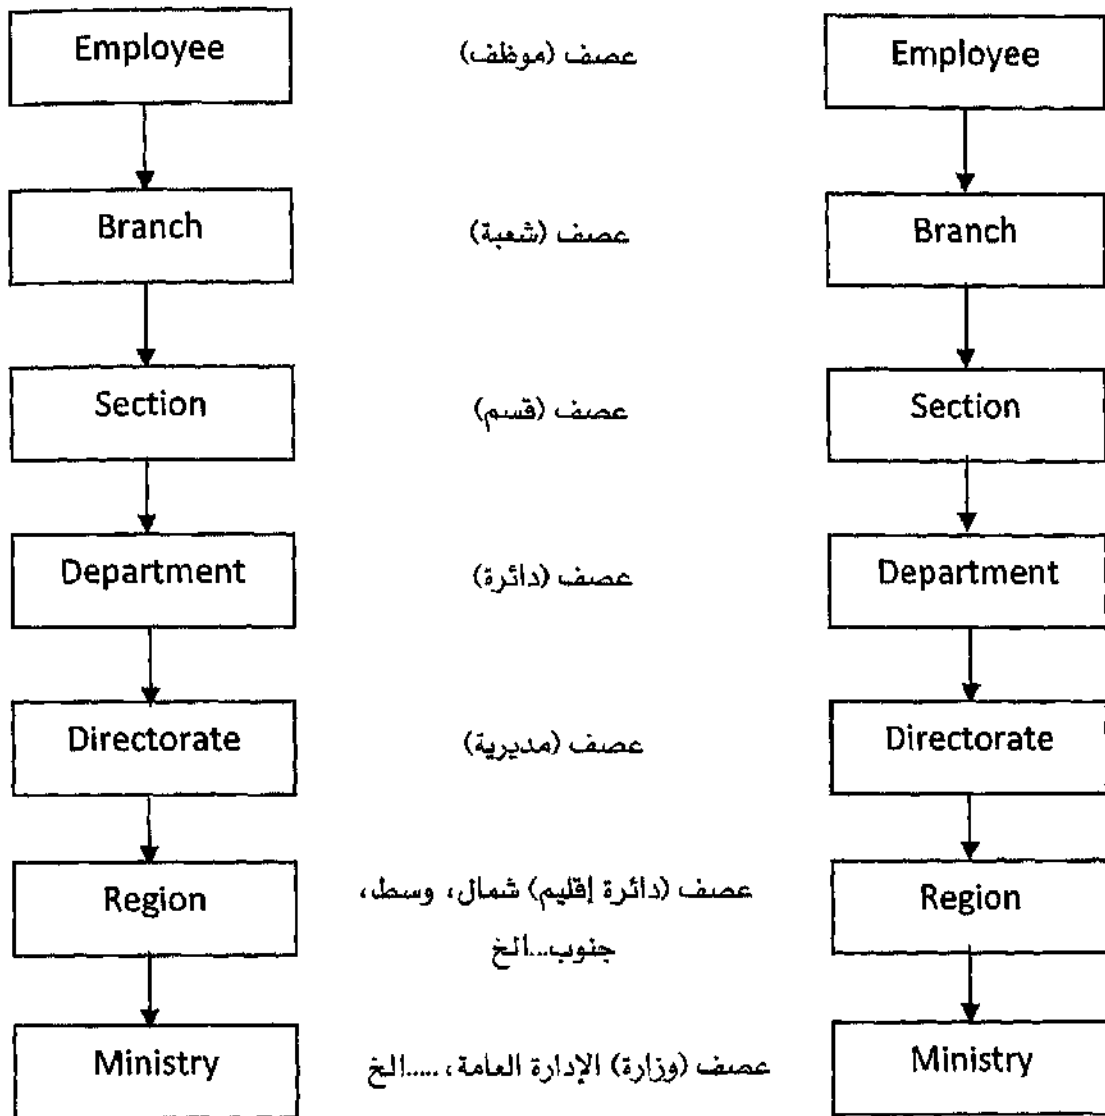 Employee
عصف (موظف)
Employee
Branch
عصف (شعبة)
Branch
Section
عصف (قسم)
Section
Department
عصف (دائرة)
Department
Directorate
عصف (مديرية)
Directorate
Region
عصف (دائرة إقليم) شمال، وسط،
جنوب...الخ
Region
Ministry
عصف (وزارة) الإدارة العامة، .....الخ
Ministry